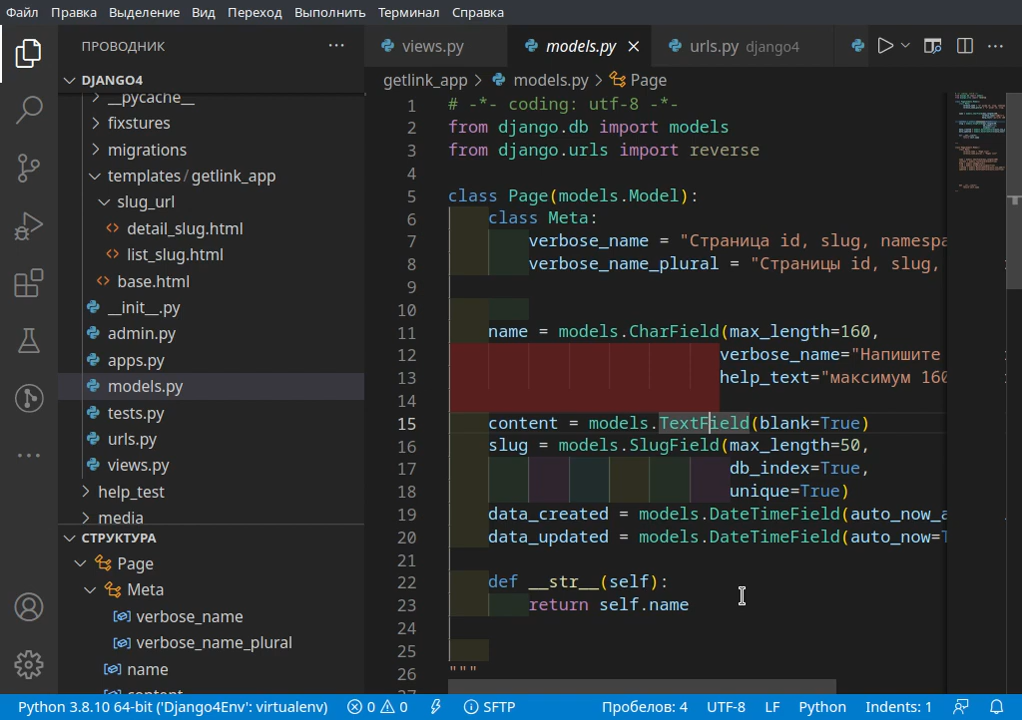 Файл Правка Выделение Вид Переход Выполнить Терминал Справка
ПРОВОДНИК ···
DJANGO4
__pycache__
fixstures
migrations
templates / getlink_app
slug_url
<> detail_slug.html
<> list_slug.html
<> base.html
__init__.py
admin.py
apps.py
models.py
tests.py
urls.py
views.py
help_test
media
СТРУКТУРА
Page
Meta
verbose_name
verbose_name_plural
name
content
views.py models.py × urls.py django4
getlink_app > models.py > Page
1 # -*- coding: utf-8 -*-
2 from django.db import models
3 from django.urls import reverse
4
5 class Page(models.Model):
6 class Meta:
7 verbose_name = "Страница id, slug, namespa
8 verbose_name_plural = "Страницы id, slug,
9
10
11 name = models.CharField(max_length=160,
12 verbose_name="Напишите
13 help_text="максимум 160
14
15 content = models.TextField(blank=True)
16 slug = models.SlugField(max_length=50,
17 db_index=True,
18 unique=True)
19 data_created = models.DateTimeField(auto_now_a
20 data_updated = models.DateTimeField(auto_now=T
21
22 def __str__(self):
23 return self.name
24
25
26 """
27
Python 3.8.10 64-bit ('Django4Env': virtualenv) 0 0 SFTP Пробелов: 4 UTF-8 LF Python Indents: 1